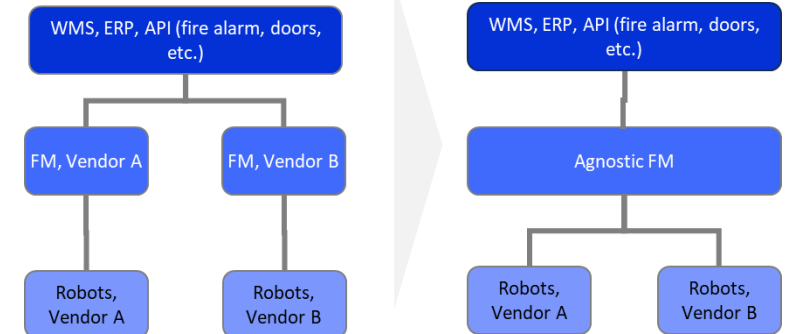 WMS, ERP, API (fire alarm, doors,
etc.)
FM, Vendor A
FM, Vendor B
Robots,
Vendor A
Robots,
Vendor B
WMS, ERP, API (fire alarm, doors,
etc.)
Agnostic FM
Robots,
Vendor A
Robots,
Vendor B